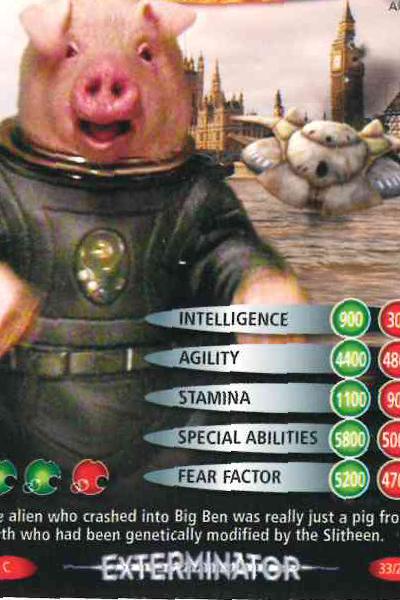 INTELLIGENCE 900
AGILITY 4400
STAMINA 1100
SPECIAL ABILITIES 5800
FEAR FACTOR 5200
alien who crashed into Big Ben was really just a pig
who had been genetically modified by the Slitheen.
C EXTERMINATOR